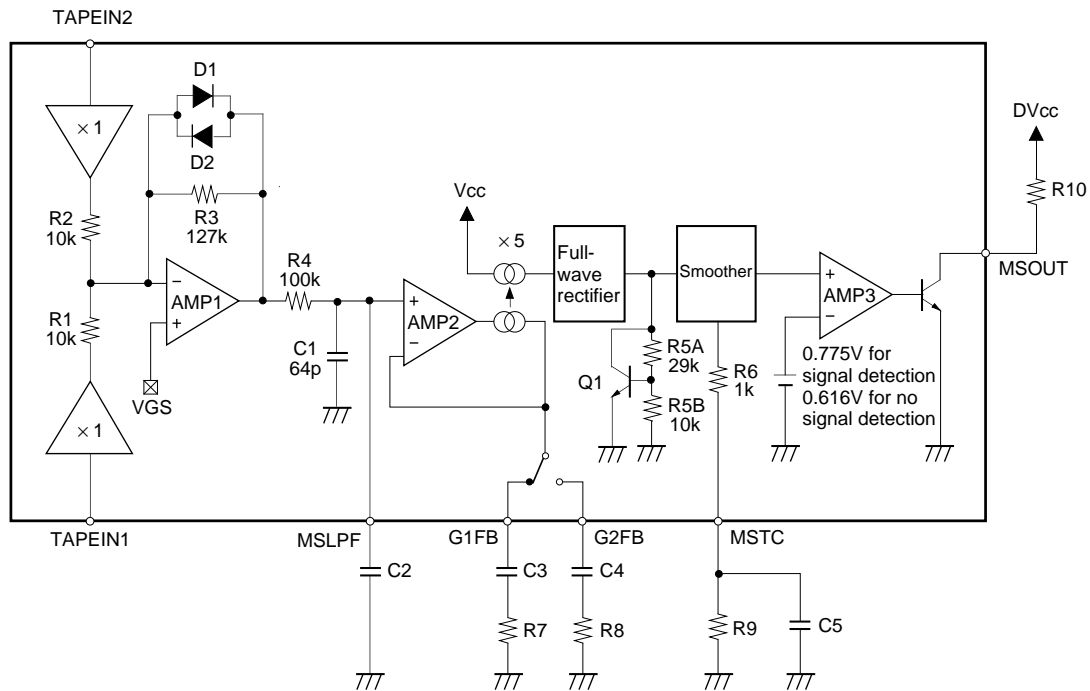 TAPEIN2
D1
× 1
D2
DVcc
Vcc
R10
R2
10k
R3
127k
× 5
Full-
wave
rectifier
Smoother
MSOUT
R4
100k
−
AMP1
+
+
AMP2
−
+
AMP3
−
R1
10k
C1
64p
R5A
29k
Q1
R5B
10k
R6
1k
0.775V for
signal detection
0.616V for no
signal detection
VGS
× 1
TAPEIN1
MSLPF
G1FB
G2FB
MSTC
C2
C3
C4
R7
R8
R9
C5